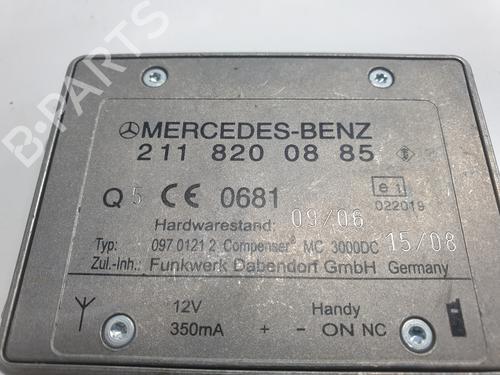 B-PARTS
MERCEDES-BENZ
211 820 08 85
Q 5 CE 0681
e1
022019
Hardwarestand: 09/06
Typ: 097 0121 2 Compenser MC 3000DC 15/08
Zul.-Inh.: Funkwerk Dabendorf GmbH Germany
12V Handy
350mA + - ON NC